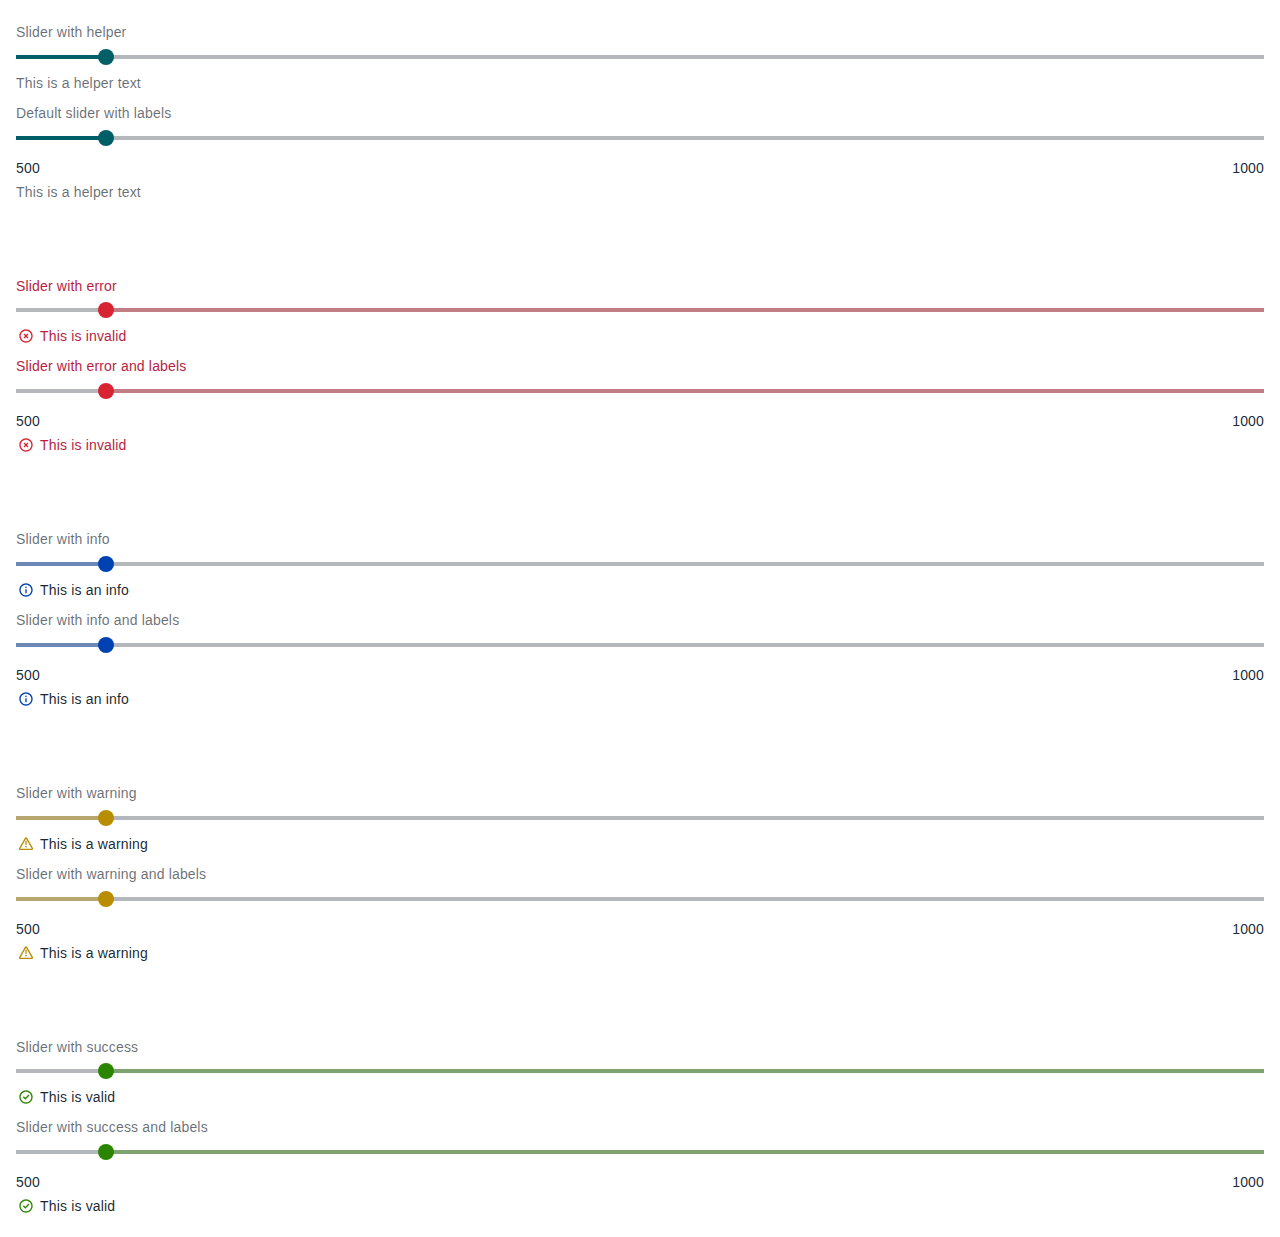 Slider with helper
This is a helper text
Default slider with labels
500 1000
This is a helper text
Slider with error
This is invalid
Slider with error and labels
500 1000
This is invalid
Slider with info
This is an info
Slider with info and labels
500 1000
This is an info
Slider with warning
This is a warning
Slider with warning and labels
500 1000
This is a warning
Slider with success
This is valid
Slider with success and labels
500 1000
This is valid